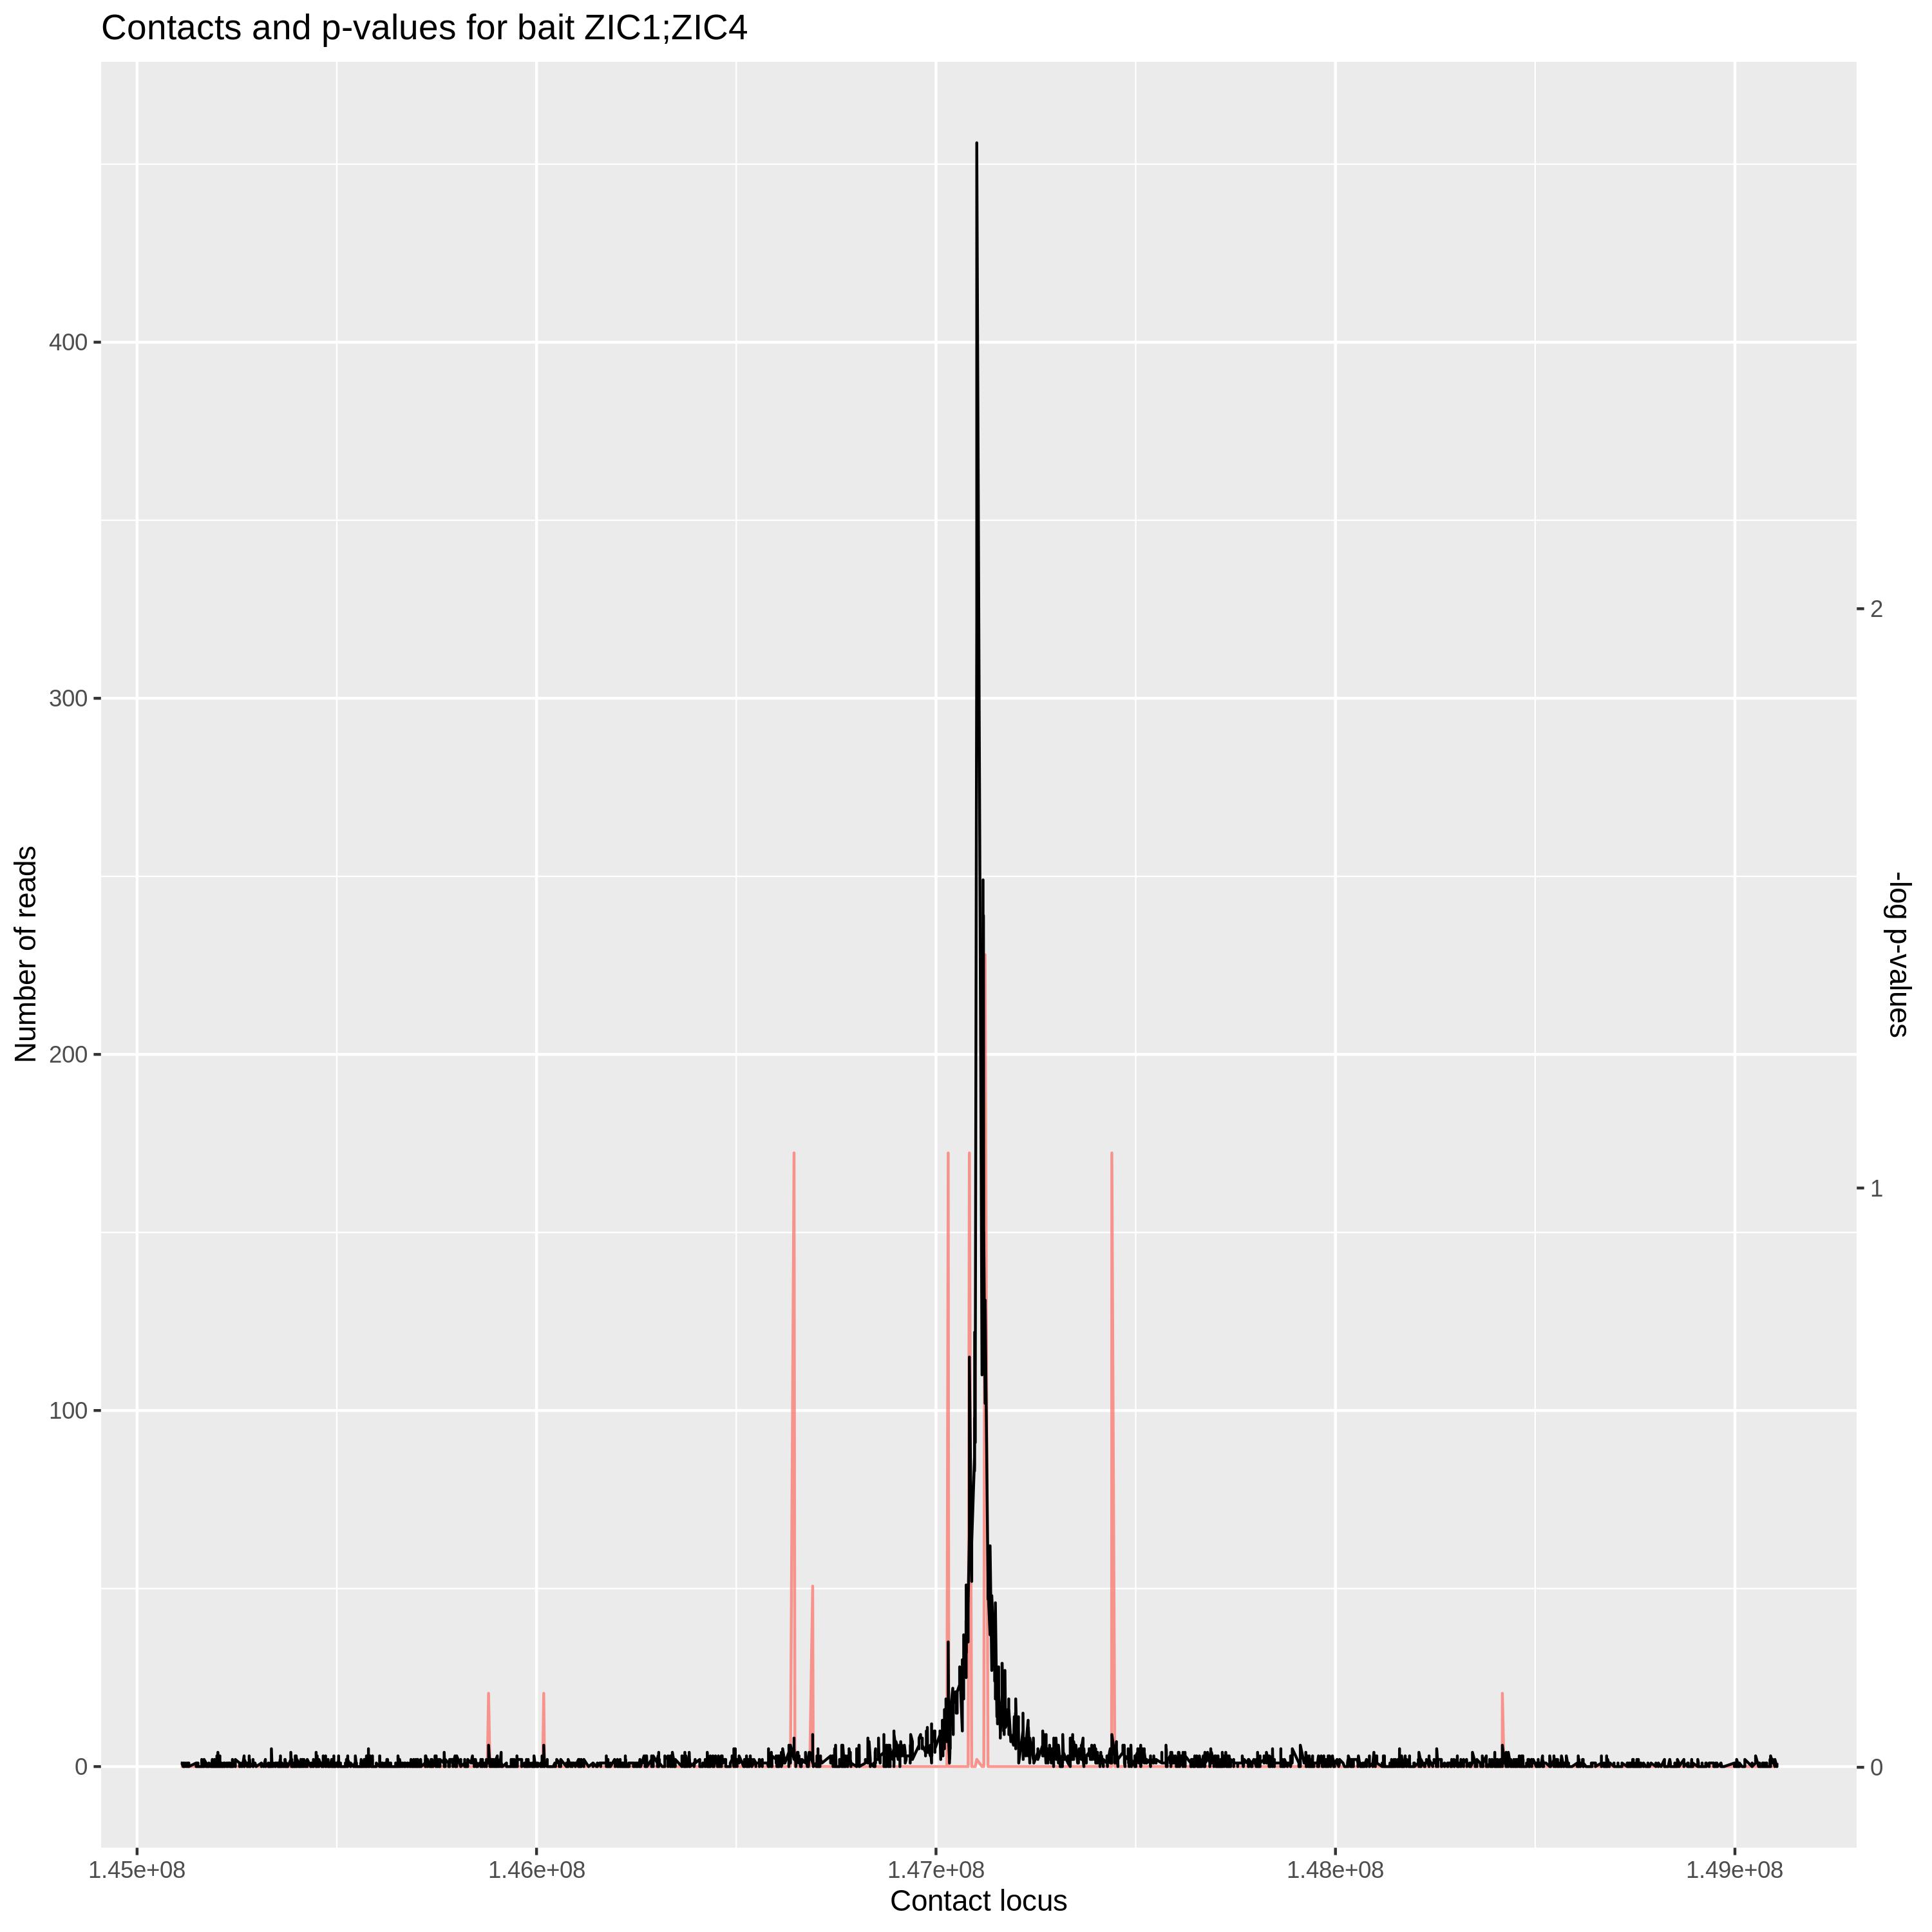 Contacts and p-values for bait ZIC1;ZIC4
400
300
200
100
0
Number of reads
2
1
0
-log p-values
1.45e+08 1.46e+08 1.47e+08 1.48e+08 1.49e+08
Contact locus